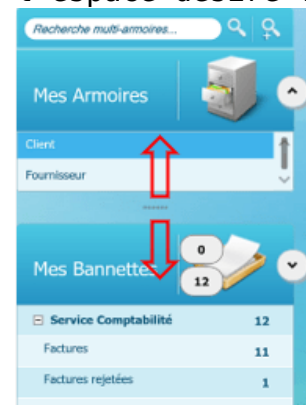 espace désiré
Recherche multi-armoires...
Mes Armoires
Client
Fournisseur
Mes Bannettes
0
12
Service Comptabilité 12
Factures 11
Factures rejetées 1